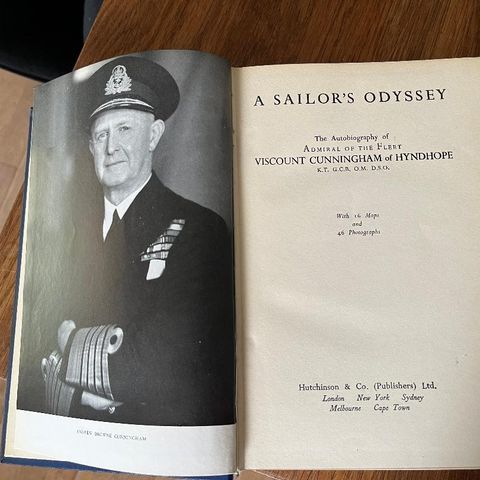 ANDREW BROWNE CUNNINGHAM
A SAILOR'S ODYSSEY
The Autobiography of
ADMIRAL OF THE FLEET
VISCOUNT CUNNINGHAM of HYNDHOPE
K.T. G.C.B. O.M. D.S.O.
With 16 Maps
and
46 Photographs
Hutchinson & Co. (Publishers) Ltd.
London New York Sydney
Melbourne Cape Town